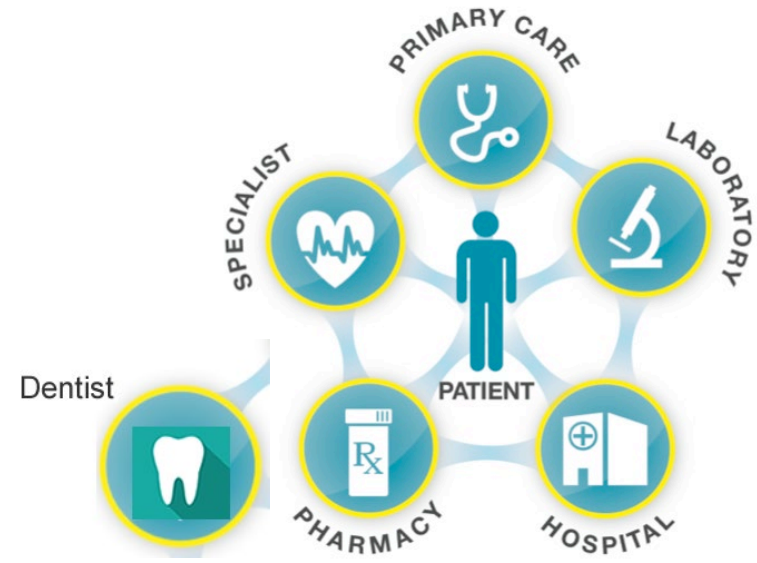 PRIMARY CARE
SPECIALIST
LABORATORY
Dentist
PATIENT
Rx
PHARMACY
HOSPITAL